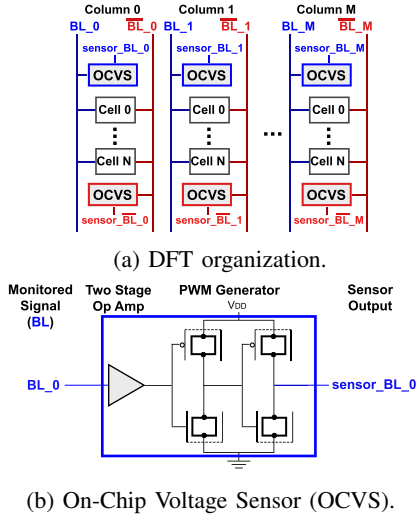 Column 0 Column 1 Column M
BL_0 BL_0 BL_1 BL_1 BL_M BL_M
sensor_BL_0 sensor_BL_1 sensor_BL_M
OCVS OCVS OCVS
Cell 0 Cell 0 Cell 0
Cell N Cell N Cell N
OCVS OCVS OCVS
sensor_BL_0 sensor_BL_1 sensor_BL_M
(a) DFT organization.
Monitored Two Stage PWM Generator Sensor
Signal Op Amp VDD Output
(BL)
BL_0 sensor_BL_0
(b) On-Chip Voltage Sensor (OCVS).